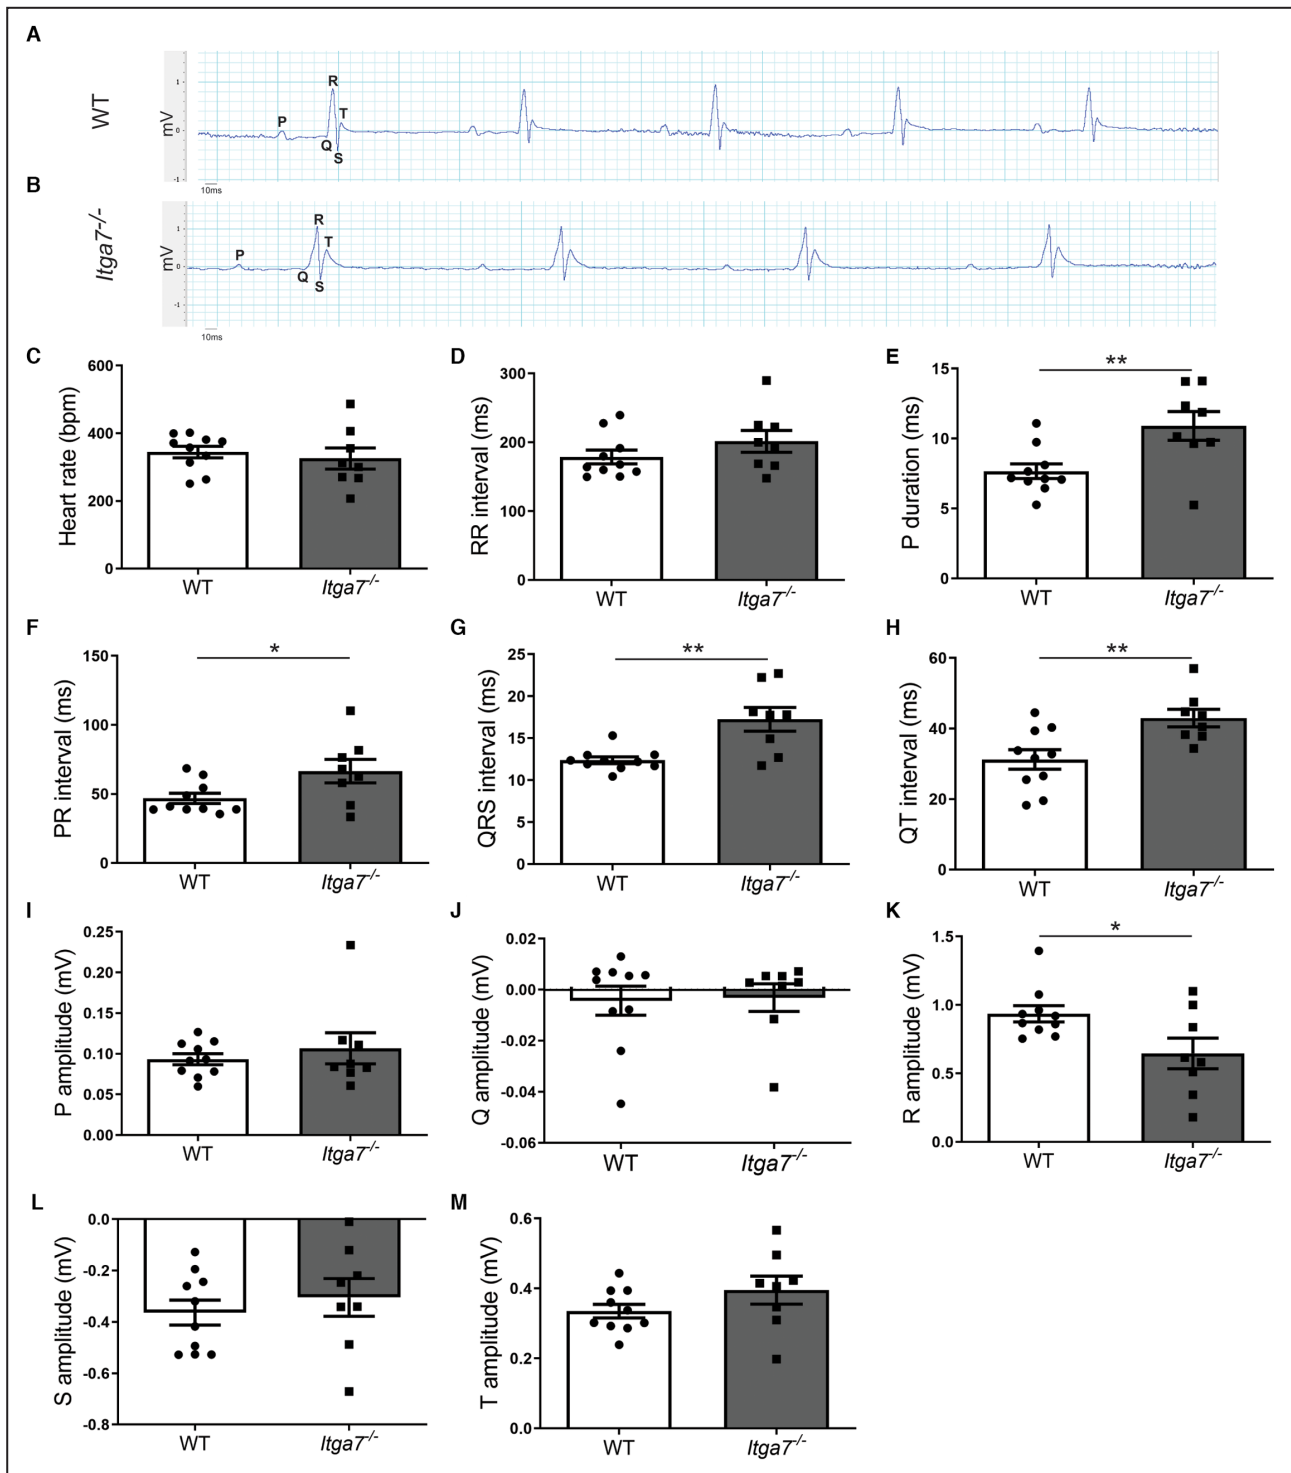 A
WT
mV
1
0
-1
P
R
Q
S
T
10ms
B
Itga7-/-
mV
1
0
-1
P
R
Q
S
T
10ms
C
Heart rate (bpm)
600
400
200
0
WT
Itga7-/-
D
RR interval (ms)
300
200
100
0
WT
Itga7-/-
E
P duration (ms)
15
10
5
0
**
WT
Itga7-/-
F
PR interval (ms)
150
100
50
0
*
WT
Itga7-/-
G
QRS interval (ms)
25
20
15
10
5
0
**
WT
Itga7-/-
H
QT interval (ms)
60
40
20
0
**
WT
Itga7-/-
I
P amplitude (mV)
0.25
0.20
0.15
0.10
0.05
0.00
WT
Itga7-/-
J
Q amplitude (mV)
0.02
0.00
-0.02
-0.04
-0.06
WT
Itga7-/-
K
R amplitude (mV)
1.5
1.0
0.5
0.0
*
WT
Itga7-/-
L
S amplitude (mV)
0.0
-0.2
-0.4
-0.6
-0.8
WT
Itga7-/-
M
T amplitude (mV)
0.6
0.4
0.2
0.0
WT
Itga7-/-